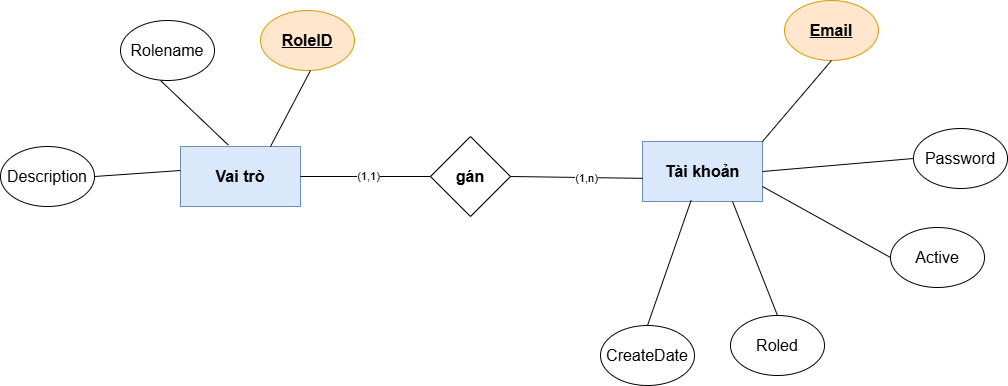 Email
Rolename
RoleID
Description
Vai trò
(1,1)
gán
(1,n)
Tài khoản
Password
Active
CreateDate
Roled